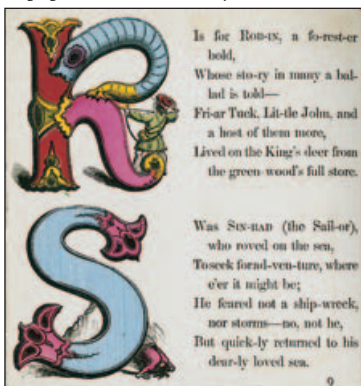 R
Is for ROB-IN, a fo-rest-er
bold,
Whose sto-ry in many a bal-
lad is told—
Fri-ar Tuck, Lit-tle John, and
a host of them more,
Lived on the King's deer from
the green-wood's full store.
S
Was SIN-BAD (the Sail-or),
who roved on the sea,
To seek for ad-ven-ture, where
e'er it might be;
He feared not a ship-wreck,
nor storms—no, not he,
But quick-ly returned to his
dear-ly loved sea.
9